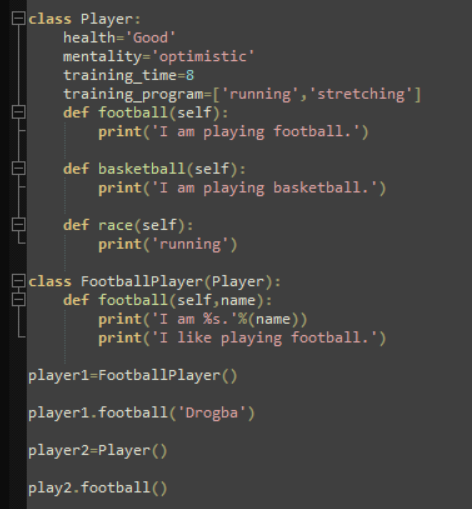 class Player:
    health='Good'
    mentality='optimistic'
    training_time=8
    training_program=['running','stretching']
    def football(self):
        print('I am playing football.')
    def basketball(self):
        print('I am playing basketball.')
    def race(self):
        print('running')
class FootballPlayer(Player):
    def football(self,name):
        print('I am %s.'%(name))
        print('I like playing football.')
player1=FootballPlayer()
player1.football('Drogba')
player2=Player()
play2.football()